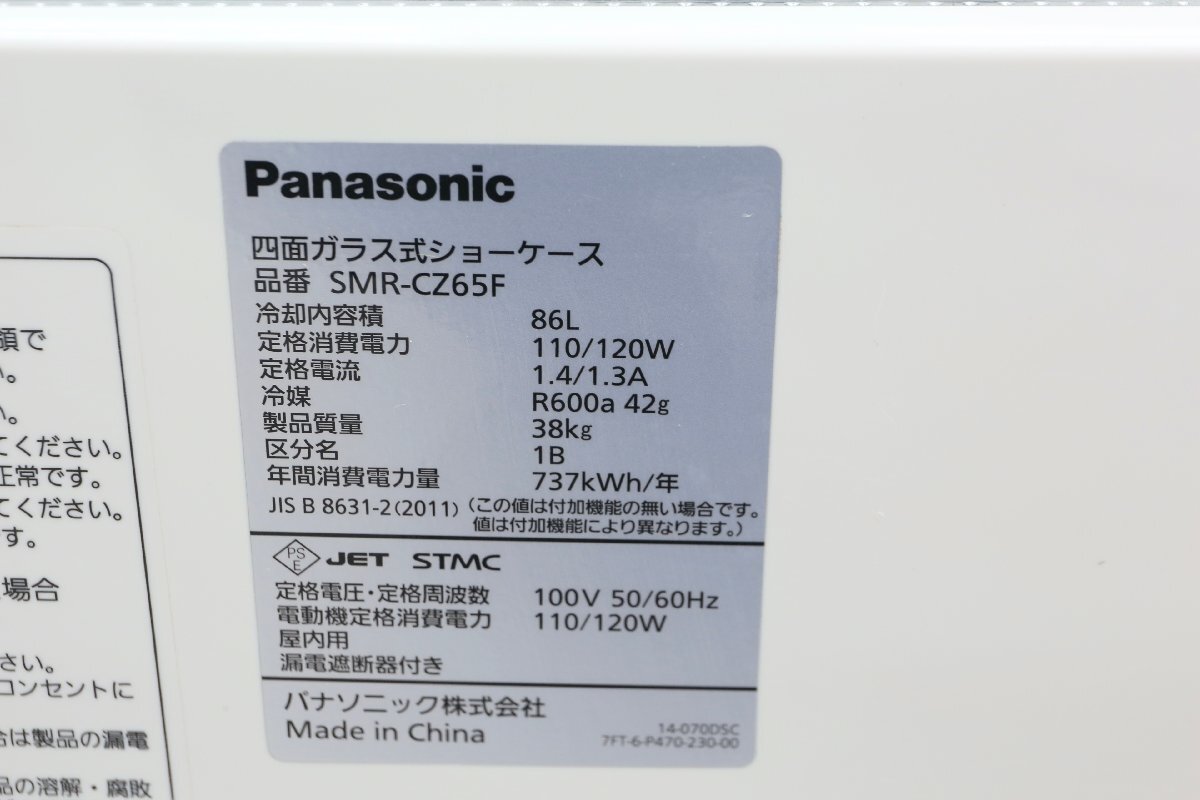 Panasonic
四面ガラス式ショーケース
品番 SMR-CZ65F
冷却内容積 86L
定格消費電力 110/120W
定格電流 1.4/1.3A
冷媒 R600a 42g
製品質量 38kg
区分名 1B
年間消費電力量 737kWh/年
JIS B 8631-2(2011) (この値は付加機能の無い場合です。
値は付加機能により異なります。)
PS
E
JET STMC
定格電圧・定格周波数 100V 50/60Hz
電動機定格消費電力 110/120W
屋内用
漏電遮断器付き
パナソニック株式会社
Made in China
14-070DSC
7FT-6-P470-230-00
領で
い。
い。
てください。
正常です。
てください。
す。
場合
さい。
コンセントに
合は製品の漏電
品の溶解・腐敗